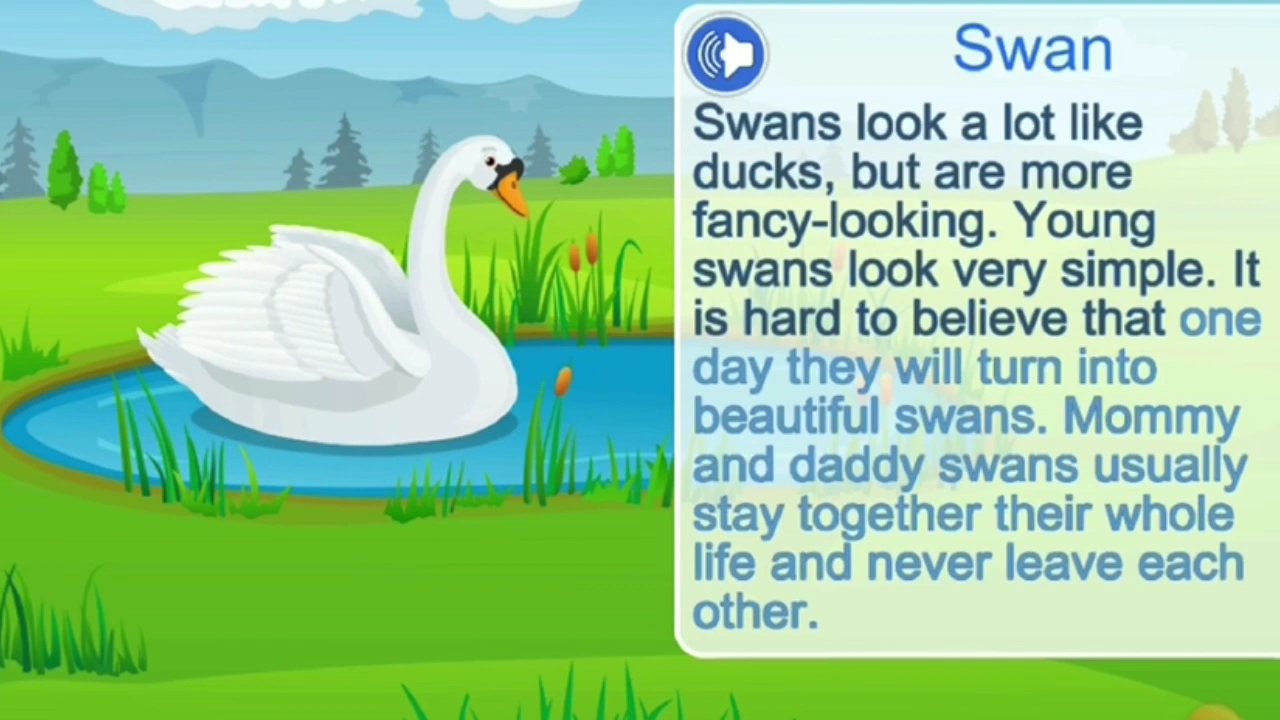 Swan
Swans look a lot like
ducks, but are more
fancy-looking. Young
swans look very simple. It
is hard to believe that one
day they will turn into
beautiful swans. Mommy
and daddy swans usually
stay together their whole
life and never leave each
other.